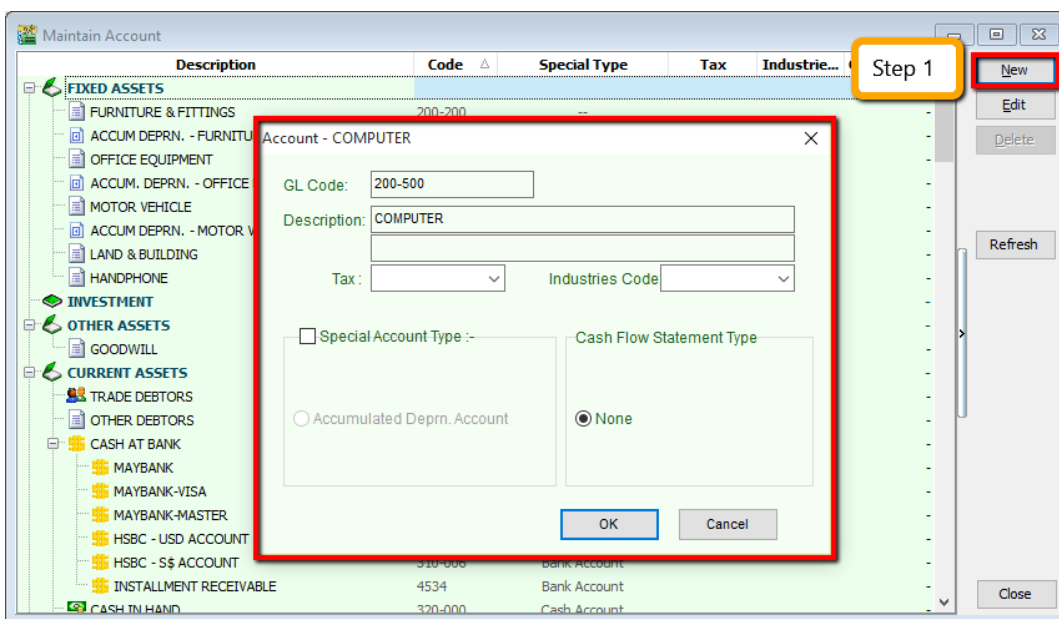 Maintain Account
Description Code Special Type Tax Industrie...
Step 1
New
FIXED ASSETS
Edit
FURNITURE & FITTINGS 200-200 -- -
Delete
ACCUM DEPRN. - FURNITU
OFFICE EQUIPMENT
ACCUM. DEPRN. - OFFICE
MOTOR VEHICLE
ACCUM DEPRN. - MOTOR V
LAND & BUILDING
Refresh
HANDPHONE
INVESTMENT
OTHER ASSETS
GOODWILL
CURRENT ASSETS
TRADE DEBTORS
OTHER DEBTORS
CASH AT BANK
MAYBANK
MAYBANK-VISA
MAYBANK-MASTER
HSBC - USD ACCOUNT
HSBC - S$ ACCOUNT 310-006 Bank Account -
INSTALLMENT RECEIVABLE 4534 Bank Account -
Close
CASH IN HAND 320-000 Cash Account -
Account - COMPUTER
GL Code: 200-500
Description: COMPUTER
Tax : Industries Code
Special Account Type :- Cash Flow Statement Type
Accumulated Deprn. Account None
OK Cancel